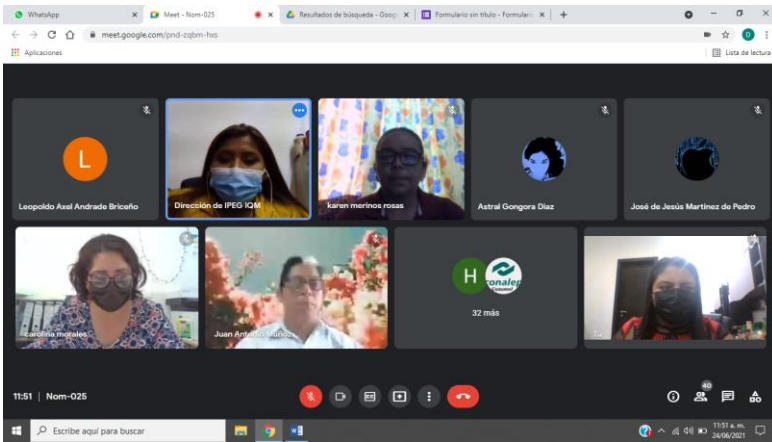 WhatsApp
Meet - Nom-025
Resultados de búsqueda - Goog
Formulario sin título - Formulari
meet.google.com/pnd-zqbm-hxs
D
Aplicaciones
Lista de lectura
L
Leopoldo Axel Andrade Briceño
Dirección de IPEG IQM
karen merinos rosas
Astral Gongora Diaz
José de Jesús Martínez de Pedro
carolina morales
Juan Antonio Muñoz
H
conalep
32 más
Tú
11:51 | Nom-025
40
Escribe aquí para buscar
11:51 a. m.
24/06/2021